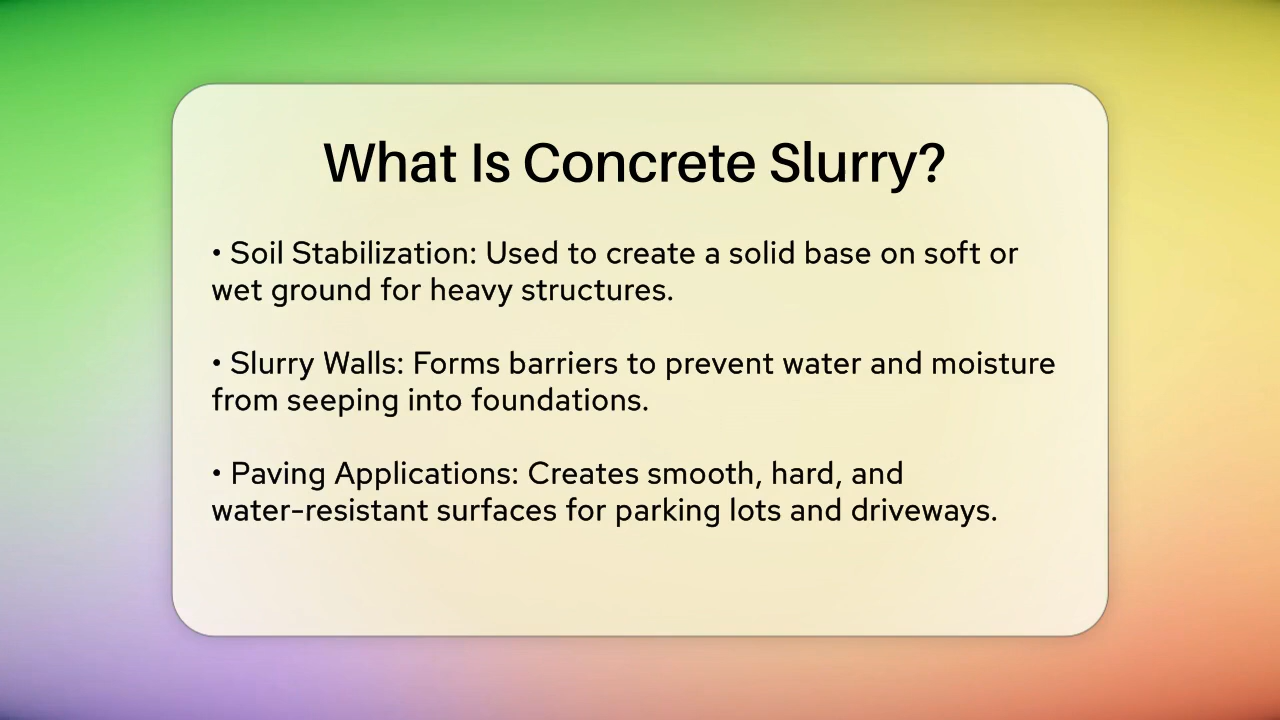 What Is Concrete Slurry?
• Soil Stabilization: Used to create a solid base on soft or
wet ground for heavy structures.
• Slurry Walls: Forms barriers to prevent water and moisture
from seeping into foundations.
• Paving Applications: Creates smooth, hard, and
water-resistant surfaces for parking lots and driveways.